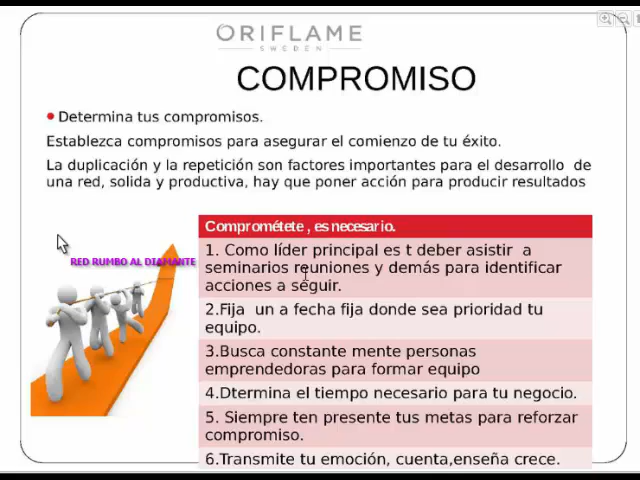 ORIFLAME
SWEDEN
COMPROMISO
Determina tus compromisos.
Establezca compromisos para asegurar el comienzo de tu éxito.
La duplicación y la repetición son factores importantes para el desarrollo de
una red, solida y productiva, hay que poner acción para producir resultados
Comprométete , es necesario.
RED RUMBO AL DIAMANTE
1. Como líder principal es t deber asistir a
seminarios reuniones y demás para identificar
acciones a seguir.
2.Fija un a fecha fija donde sea prioridad tu
equipo.
3.Busca constante mente personas
emprendedoras para formar equipo
4.Dtermina el tiempo necesario para tu negocio.
5. Siempre ten presente tus metas para reforzar
compromiso.
6.Transmite tu emoción, cuenta,enseña crece.